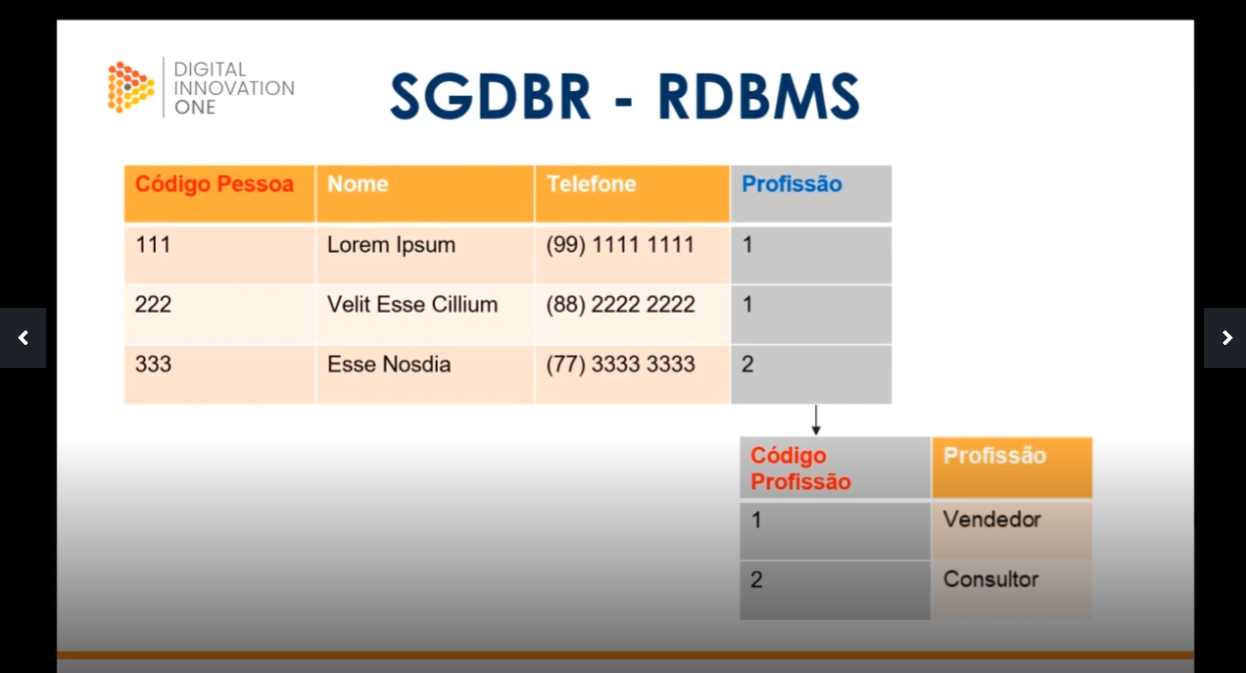 DIGITAL
INNOVATION
ONE
SGDBR - RDBMS
Código Pessoa Nome Telefone Profissão
111 Lorem Ipsum (99) 1111 1111 1
222 Velit Esse Cillium (88) 2222 2222 1
333 Esse Nosdia (77) 3333 3333 2
Código Profissão
Profissão
1 Vendedor
2 Consultor